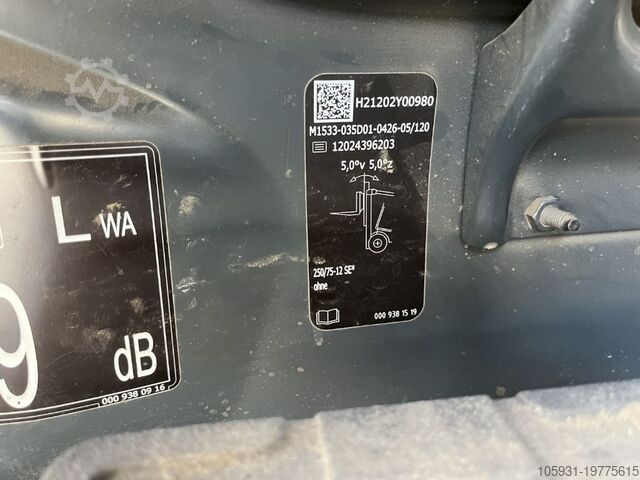 H21202Y00980
M1533-035D01-0426-05/120
12024396203
5,0°v 5,0°z
250/75-12 SE*
ohne
000 938 15 19
L WA
9
dB
000 938 09 16
105931-19775615